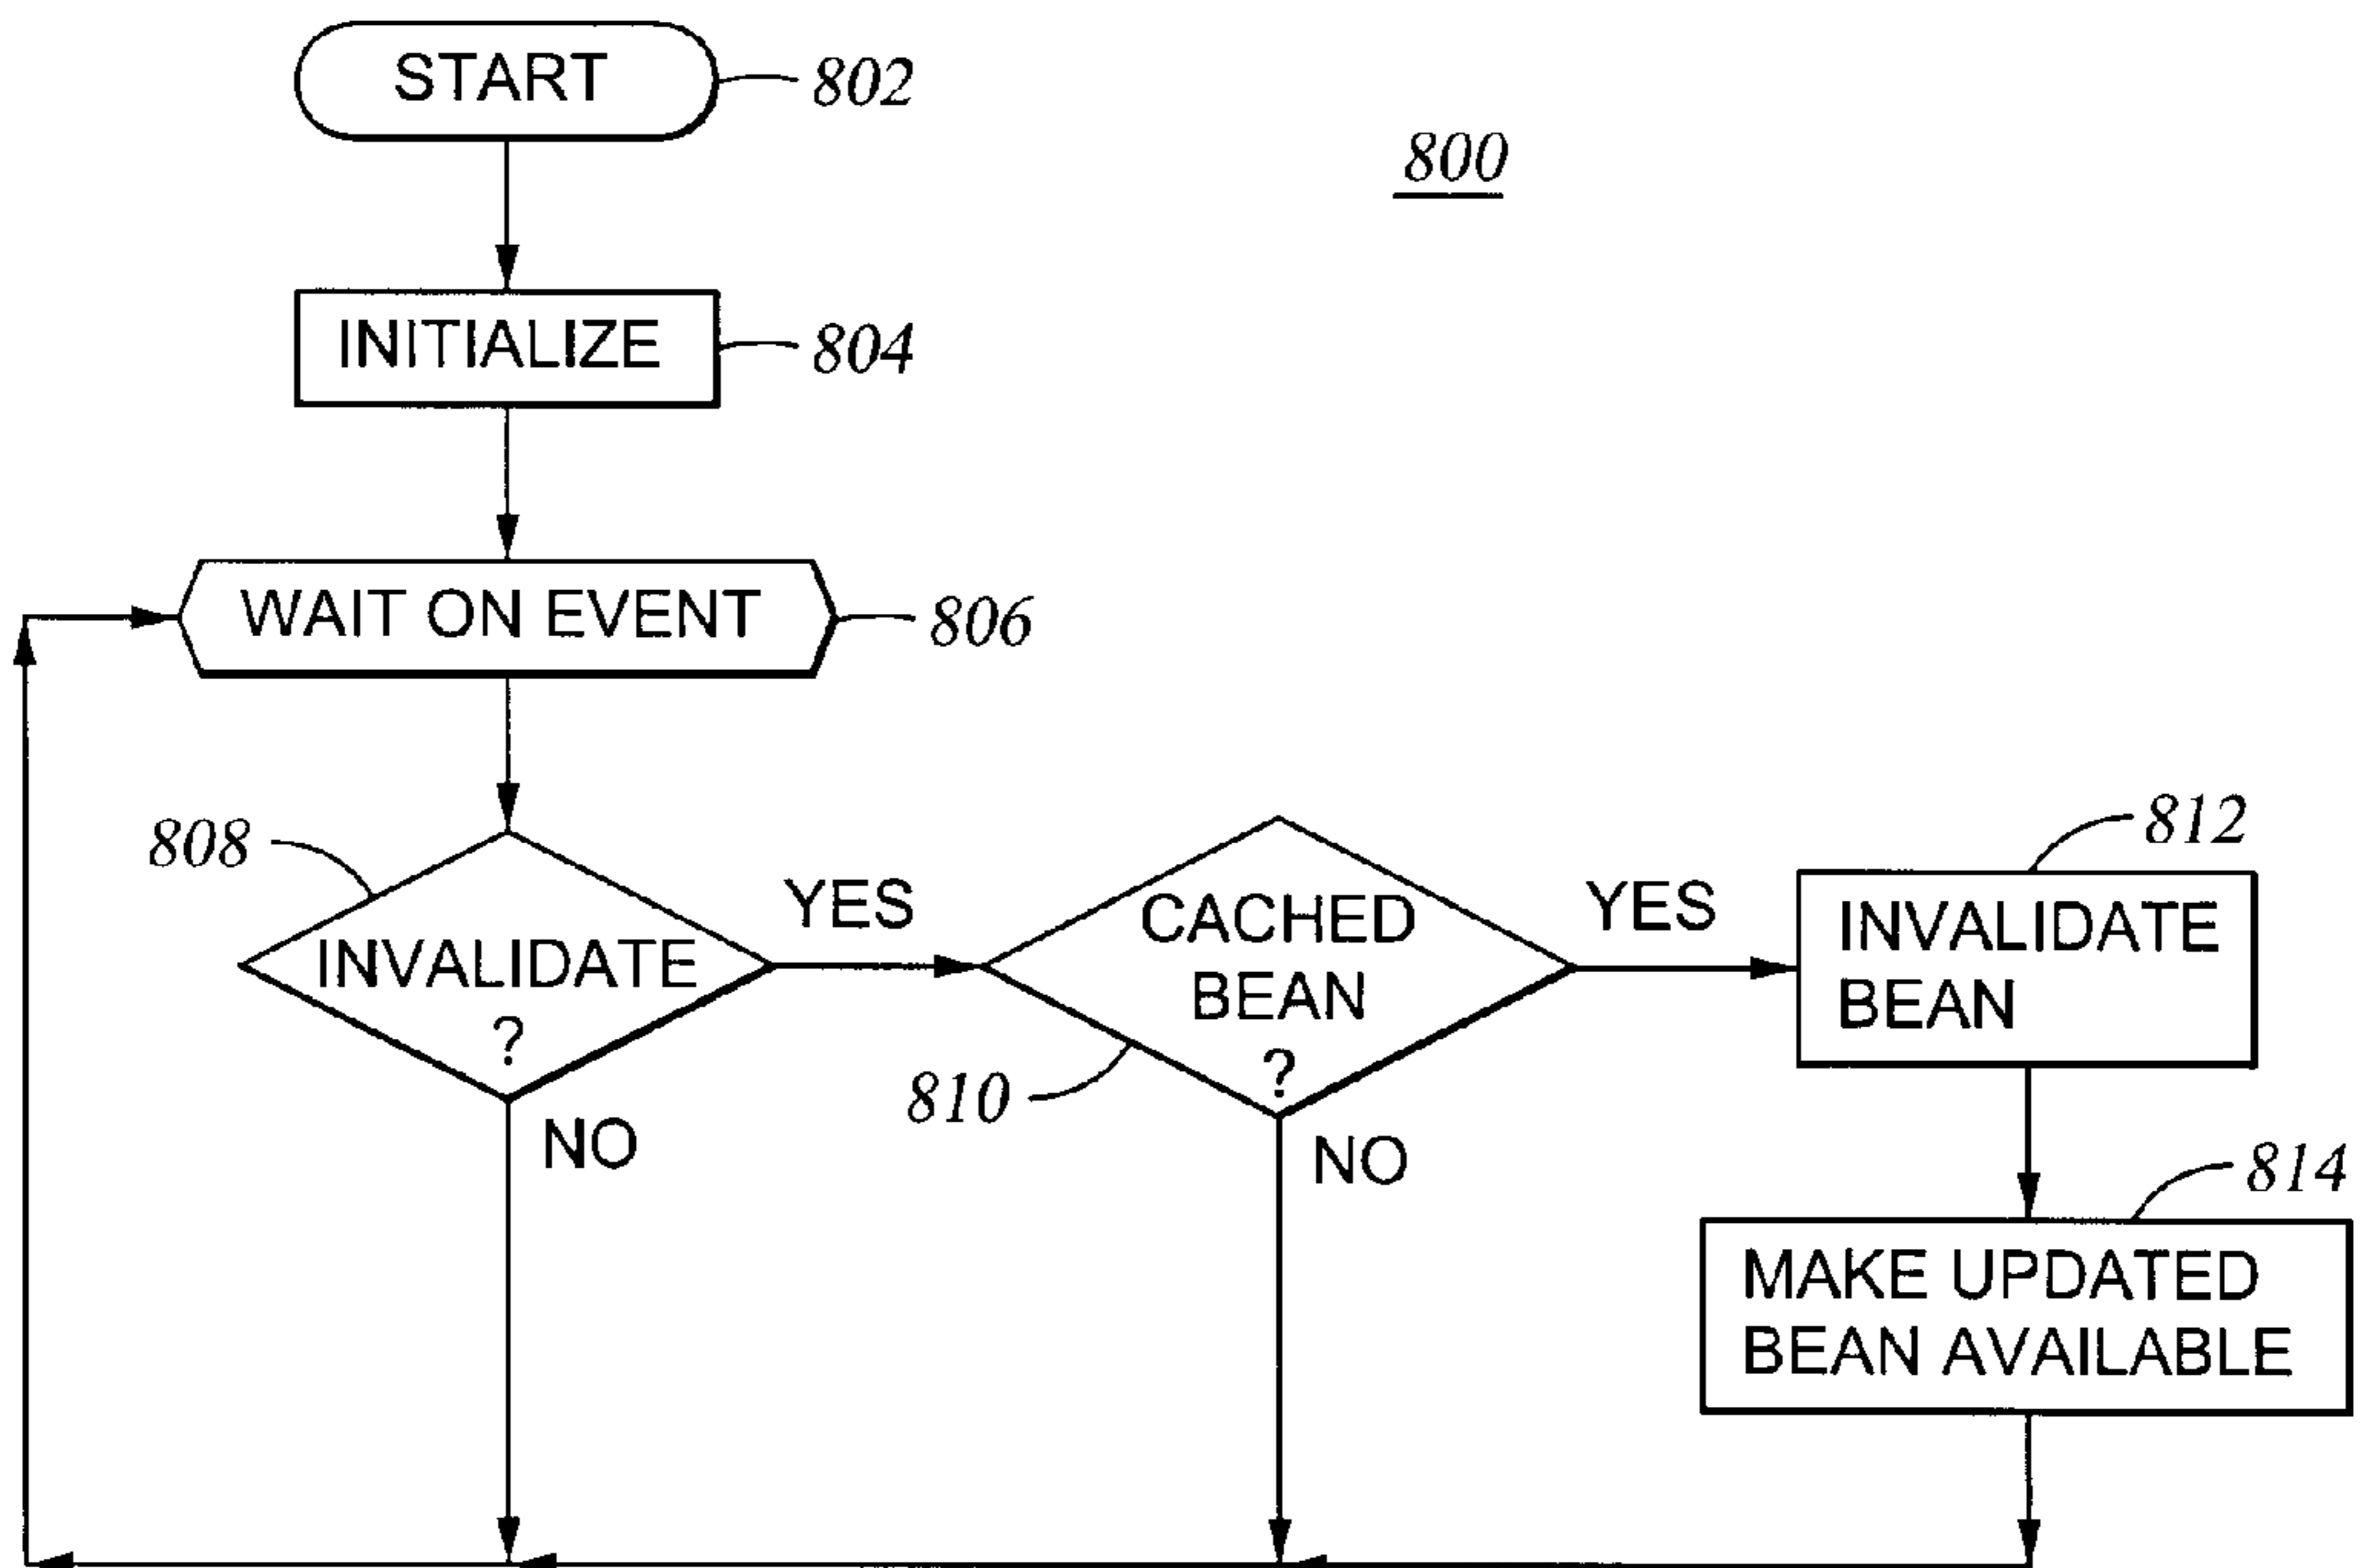 START
802
800
INITIALIZE
804
WAIT ON EVENT
806
808
INVALIDATE
?
YES
NO
CACHED
BEAN
?
810
YES
NO
812
INVALIDATE
BEAN
814
MAKE UPDATED
BEAN AVAILABLE